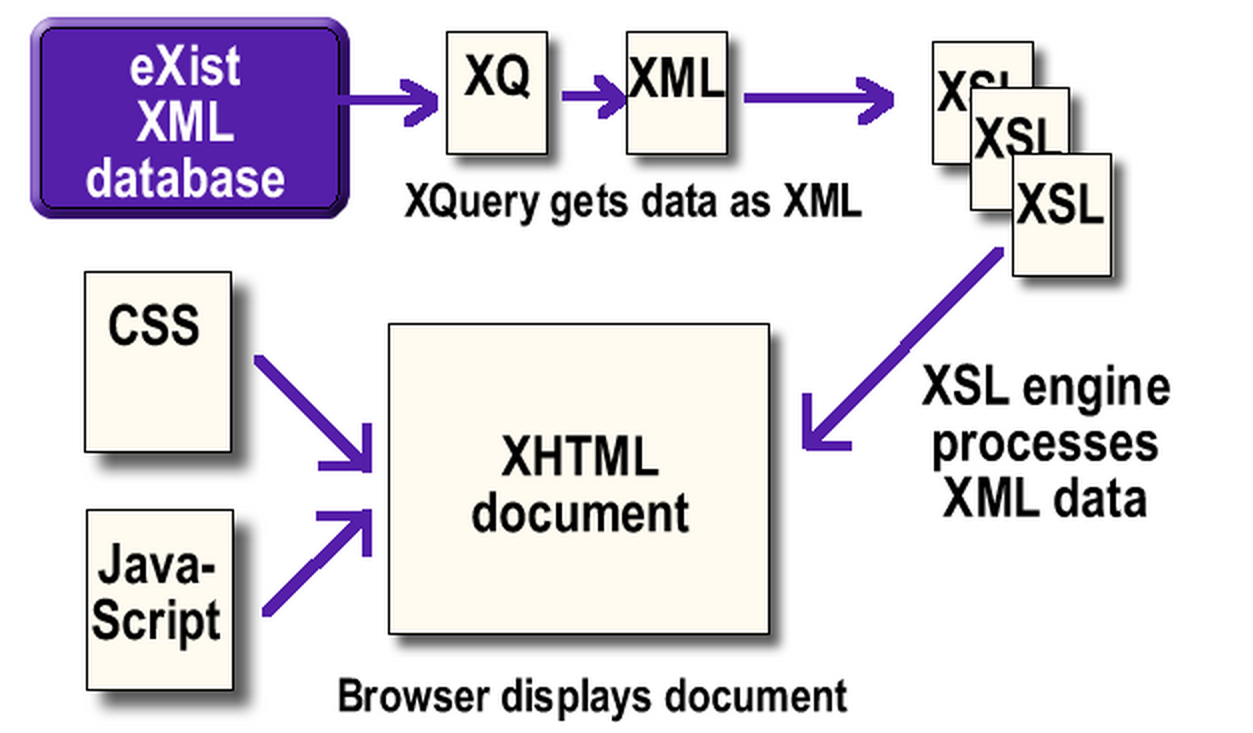 eXist
XML
database
XQ
XML
XQuery gets data as XML
XSL
XSL
XSL
XSL engine
processes
XML data
CSS
Java-
Script
XHTML
document
Browser displays document